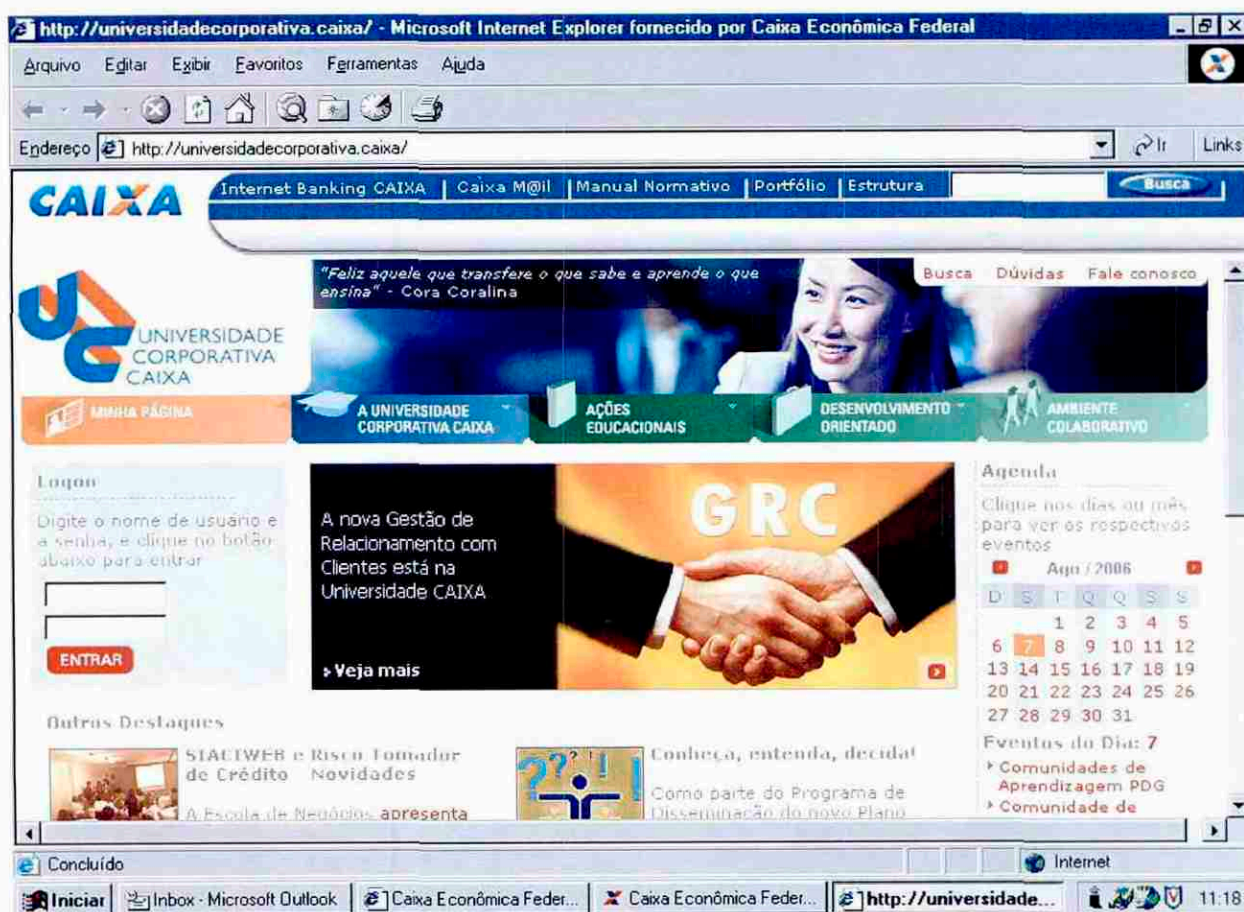 http://universidadecorporativa.caixa/ - Microsoft Internet Explorer fornecido por Caixa Econômica Federal
Arquivo Editar Exibir Favoritos Ferramentas Ajuda
Endereço http://universidadecorporativa.caixa/ Ir Links
CAIXA Internet Banking CAIXA | Caixa M@il | Manual Normativo | Portfólio | Estrutura Busca
"Feliz aquele que transfere o que sabe e aprende o que
ensina" - Cora Coralina
Busca Dúvidas Fale conosco
UC
UNIVERSIDADE
CORPORATIVA
CAIXA
MINHA PÁGINA
A UNIVERSIDADE
CORPORATIVA CAIXA
AÇÕES
EDUCACIONAIS
DESENVOLVIMENTO
ORIENTADO
AMBIENTE
COLABORATIVO
Logon
Digite o nome de usuário e
a senha, e clique no botão
abaixo para entrar
ENTRAR
A nova Gestão de
Relacionamento com
Clientes está na
Universidade CAIXA
Veja mais
GRC
Agenda
Clique nos dias ou mês
para ver os respectivos
eventos
Ago / 2006
D S T Q Q S S
1 2 3 4 5
6 7 8 9 10 11 12
13 14 15 16 17 18 19
20 21 22 23 24 25 26
27 28 29 30 31
Eventos do Dia: 7
Comunidades de
Aprendizagem PDG
Comunidade de
Outros Destaques
SIACIWEB e Risco Tomador
de Crédito Novidades
A Escola de Negócios apresenta
??!!
Conheça, entenda, decida!
Como parte do Programa de
Disseminação do novo Plano
Concluído Internet
Iniciar Inbox - Microsoft Outlook Caixa Econômica Feder... Caixa Econômica Feder... http://universidade... 11:18